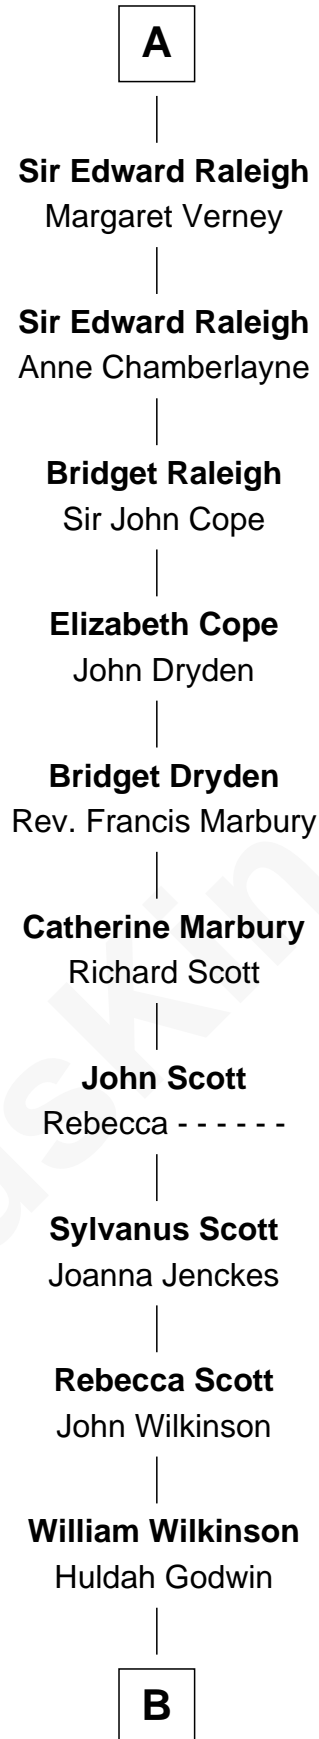 A
Sir Edward Raleigh
Margaret Verney
Sir Edward Raleigh
Anne Chamberlayne
Bridget Raleigh
Sir John Cope
Elizabeth Cope
John Dryden
Bridget Dryden
Rev. Francis Marbury
Catherine Marbury
Richard Scott
John Scott
Rebecca - - - - - -
Sylvanus Scott
Joanna Jenckes
Rebecca Scott
John Wilkinson
William Wilkinson
Huldah Godwin
B